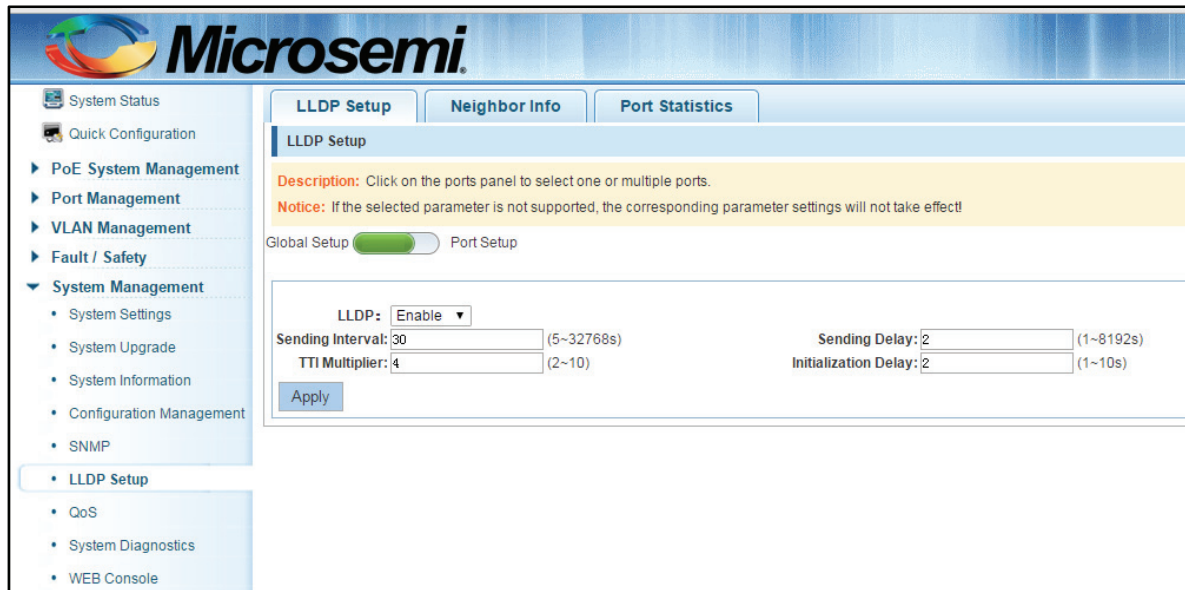 Microsemi.
System Status
Quick Configuration
PoE System Management
Port Management
VLAN Management
Fault / Safety
System Management
• System Settings
• System Upgrade
• System Information
• Configuration Management
• SNMP
• LLDP Setup
• QoS
• System Diagnostics
• WEB Console
LLDP Setup Neighbor Info Port Statistics
LLDP Setup
Description: Click on the ports panel to select one or multiple ports.
Notice: If the selected parameter is not supported, the corresponding parameter settings will not take effect!
Global Setup Port Setup
LLDP: Enable
Sending Interval: 30 (5~32768s) Sending Delay: 2 (1~8192s)
TTI Multiplier: 4 (2~10) Initialization Delay: 2 (1~10s)
Apply